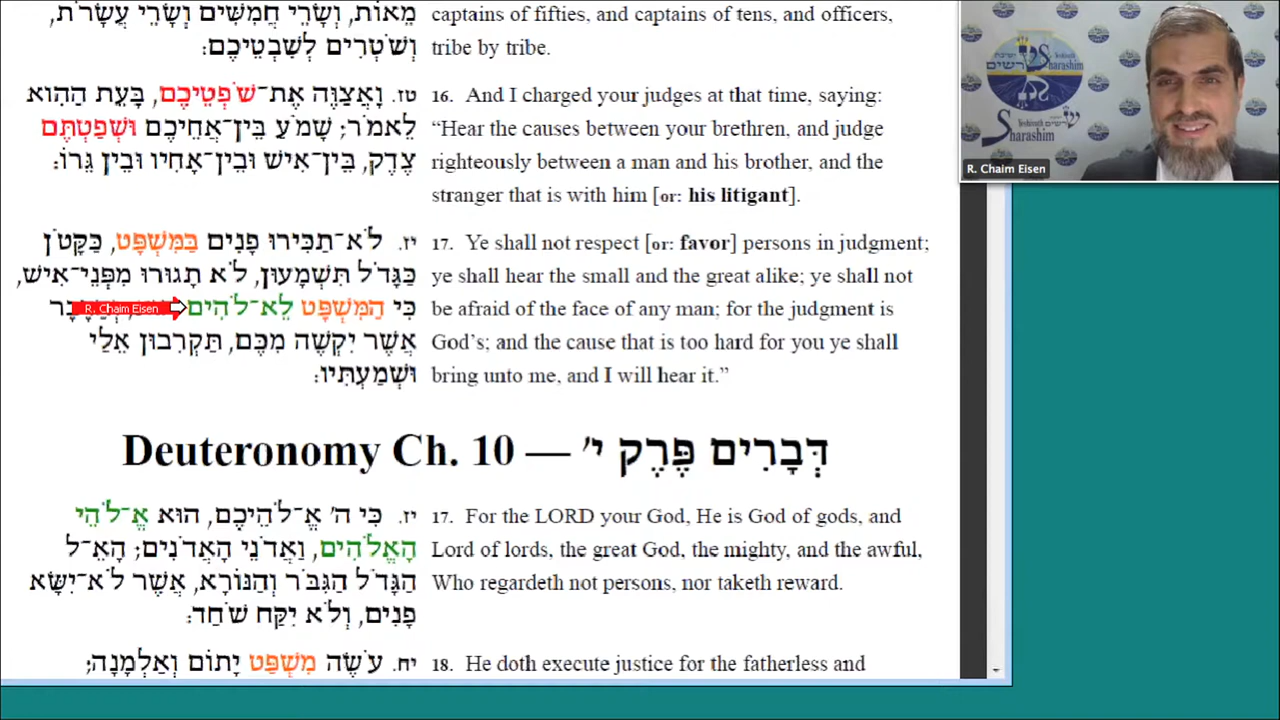 מֵאוֹת, וְשָׂרֵי חֲמִשִּׁים וְשָׂרֵי עֲשָׂרֹת,
וְשֹׁטְרִים לְשִׁבְטֵיכֶם:
captains of fifties, and captains of tens, and officers,
tribe by tribe.
טז. וָאֲצַוֶּה אֶת־שֹׁפְטֵיכֶם, בָּעֵת הַהִוא
לֵאמֹר; שָׁמֹעַ בֵּין־אֲחֵיכֶם וּשְׁפַטְתֶּם
צֶדֶק, בֵּין־אִישׁ וּבֵין־אָחִיו וּבֵין גֵּרוֹ:
16. And I charged your judges at that time, saying:
“Hear the causes between your brethren, and judge
righteously between a man and his brother, and the
stranger that is with him [or: his litigant].
יז. לֹא־תַכִּירוּ פָנִים בַּמִּשְׁפָּט, כַּקָּטֹן
כַּגָּדֹל תִּשְׁמָעוּן, לֹא תָגוּרוּ מִפְּנֵי־אִישׁ,
כִּי הַמִּשְׁפָּט לֵא־לֹהִים
R. Chaim Eisen
אֲשֶׁר יִקְשֶׁה מִכֶּם, תַּקְרִבוּן אֵלַי
וּשְׁמַעְתִּיו:
17. Ye shall not respect [or: favor] persons in judgment;
ye shall hear the small and the great alike; ye shall not
be afraid of the face of any man; for the judgment is
God’s; and the cause that is too hard for you ye shall
bring unto me, and I will hear it.”
Deuteronomy Ch. 10 — דְּבָרִים פֶּרֶק י׳
יז. כִּי ה׳ אֱ־לֹהֵיכֶם, הוּא אֱ־לֹהֵי
הָאֱלֹהִים, וַאֲדֹנֵי הָאֲדֹנִים; הָאֵ־ל
הַגָּדֹל הַגִּבֹּר וְהַנּוֹרָא, אֲשֶׁר לֹא־יִשָּׂא
פָנִים, וְלֹא יִקַּח שֹׁחַד:
17. For the LORD your God, He is God of gods, and
Lord of lords, the great God, the mighty, and the awful,
Who regardeth not persons, nor taketh reward.
יח. עֹשֶׂה מִשְׁפַּט יָתוֹם וְאַלְמָנָה;
18. He doth execute justice for the fatherless and
Yeshivath
Sharashim
R. Chaim Eisen